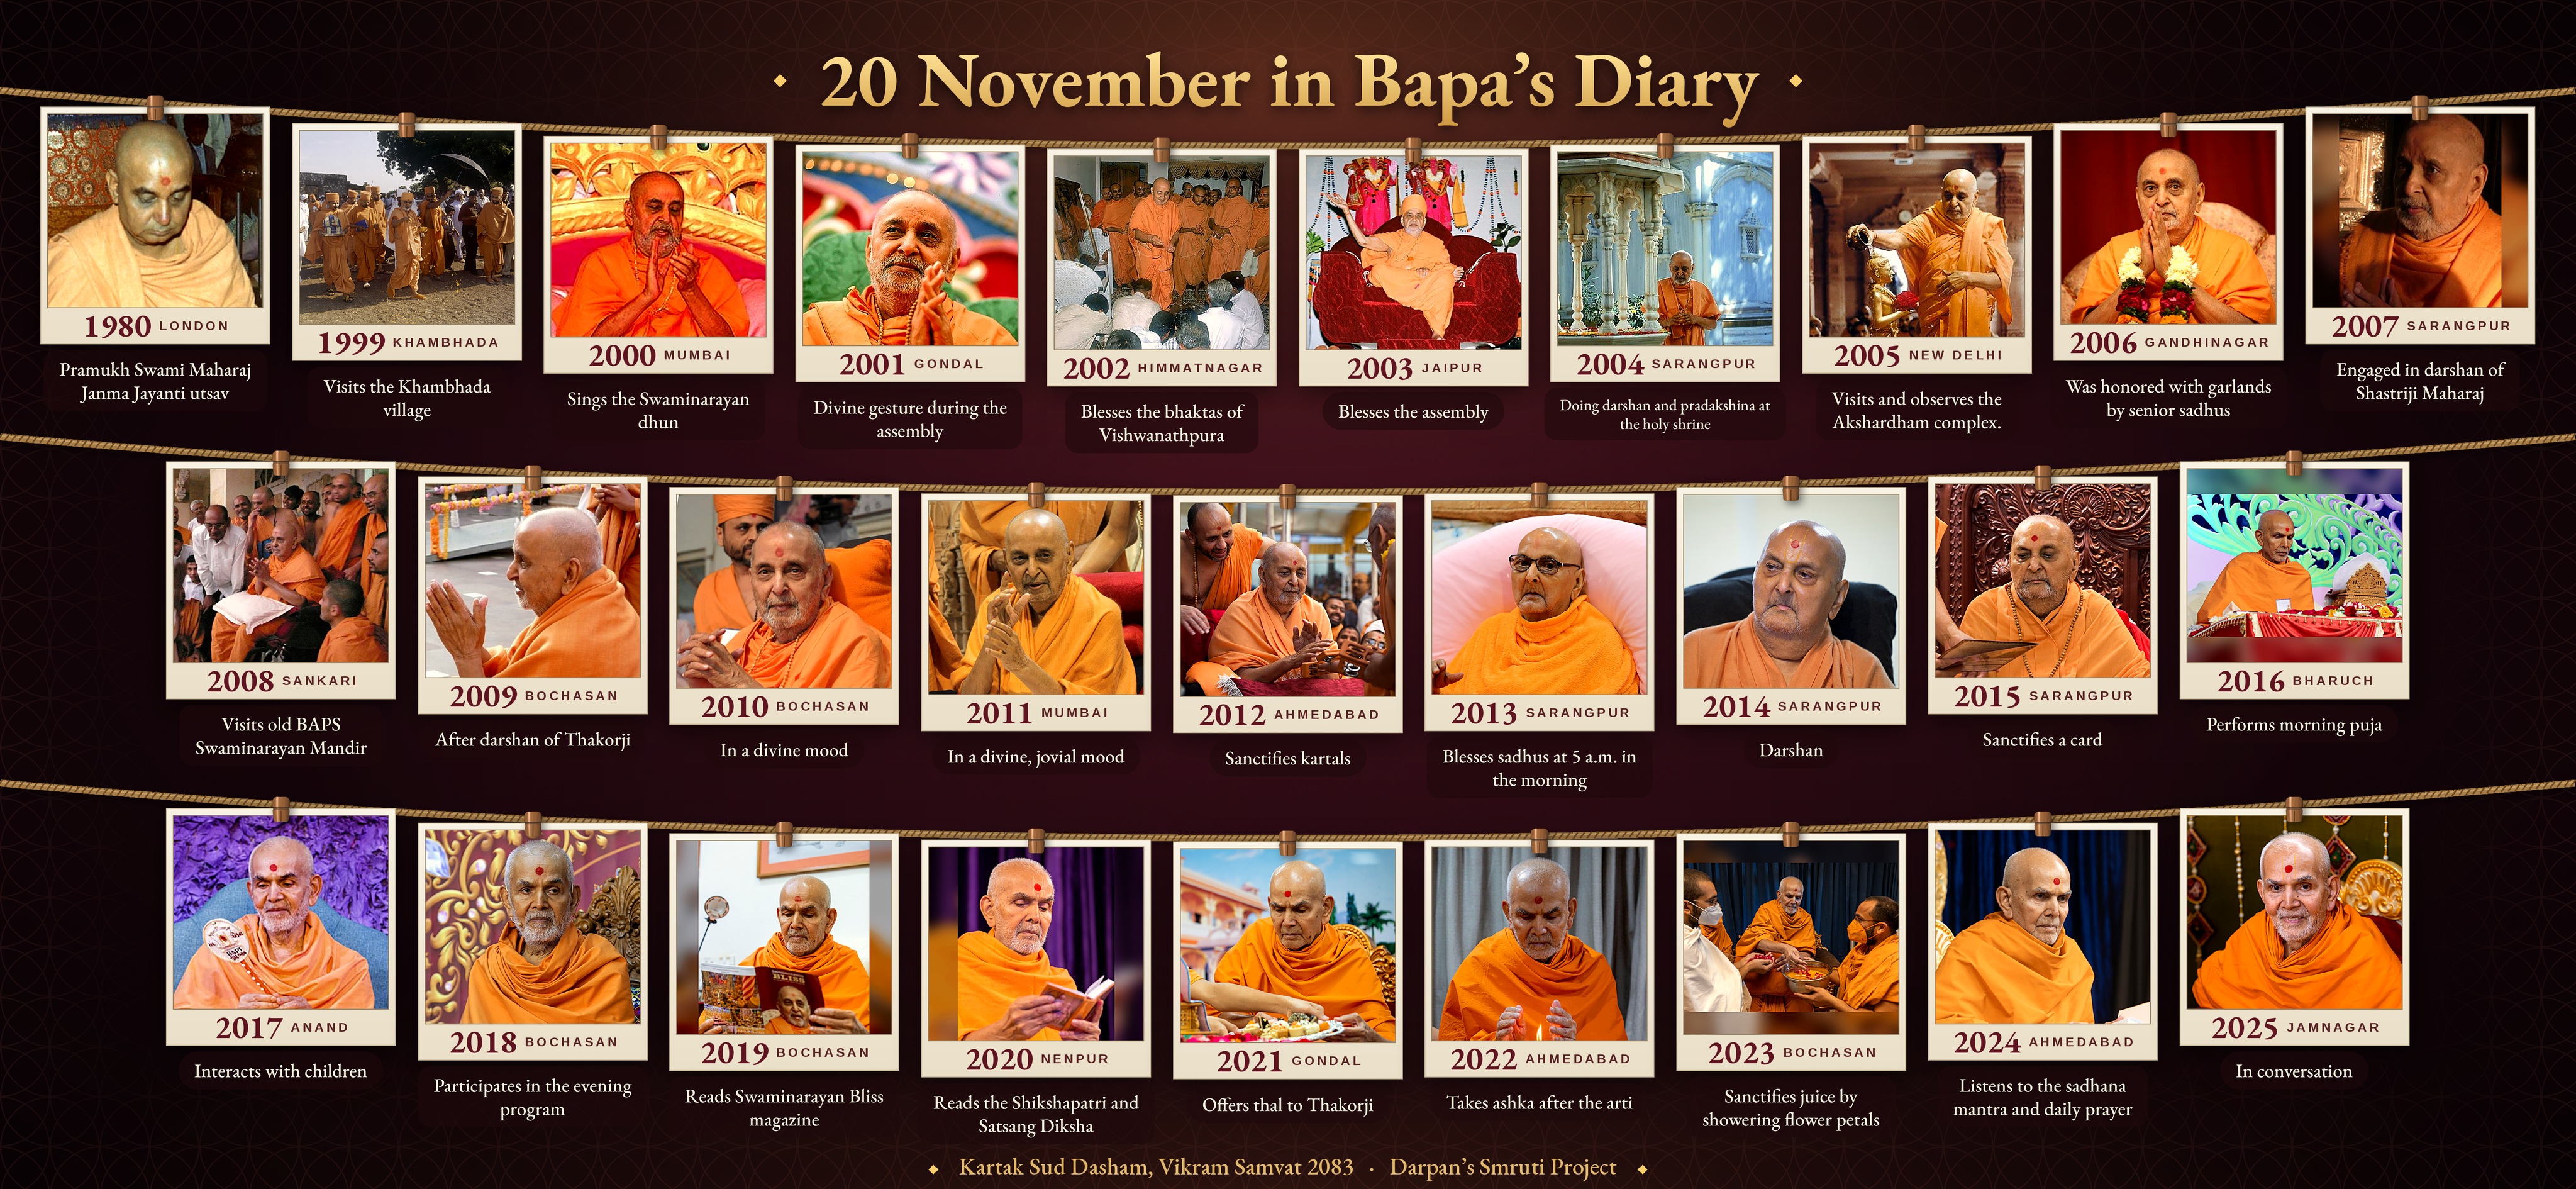 20 November in Bapa's Diary
1980 LONDON
Pramukh Swami Maharaj
Janma Jayanti utsav
1999 KHAMBHADA
Visits the Khambhada
village
2000 MUMBAI
Sings the Swaminarayan
dhun
2001 GONDAL
Divine gesture during the
assembly
2002 HIMMATNAGAR
Blesses the bhaktas of
Vishwanathpura
2003 JAIPUR
Blesses the assembly
2004 SARANGPUR
Doing darshan and pradakshina at
the holy shrine
2005 NEW DELHI
Visits and observes the
Akshardham complex.
2006 GANDHINAGAR
Was honored with garlands
by senior sadhus
2007 SARANGPUR
Engaged in darshan of
Shastriji Maharaj
2008 SANKARI
Visits old BAPS
Swaminarayan Mandir
2009 BOCHASAN
After darshan of Thakorji
2010 BOCHASAN
In a divine mood
2011 MUMBAI
In a divine, jovial mood
2012 AHMEDABAD
Sanctifies kartals
2013 SARANGPUR
Blesses sadhus at 5 a.m. in
the morning
2014 SARANGPUR
Darshan
2015 SARANGPUR
Sanctifies a card
2016 BHARUCH
Performs morning puja
2017 ANAND
Interacts with children
2018 BOCHASAN
Participates in the evening
program
BLISS
2019 BOCHASAN
Reads Swaminarayan Bliss
magazine
2020 NENPUR
Reads the Shikshapatri and
Satsang Diksha
2021 GONDAL
Offers thal to Thakorji
2022 AHMEDABAD
Takes ashka after the arti
2023 BOCHASAN
Sanctifies juice by
showering flower petals
2024 AHMEDABAD
Listens to the sadhana
mantra and daily prayer
2025 JAMNAGAR
In conversation
Kartak Sud Dasham, Vikram Samvat 2083 · Darpan's Smruti Project